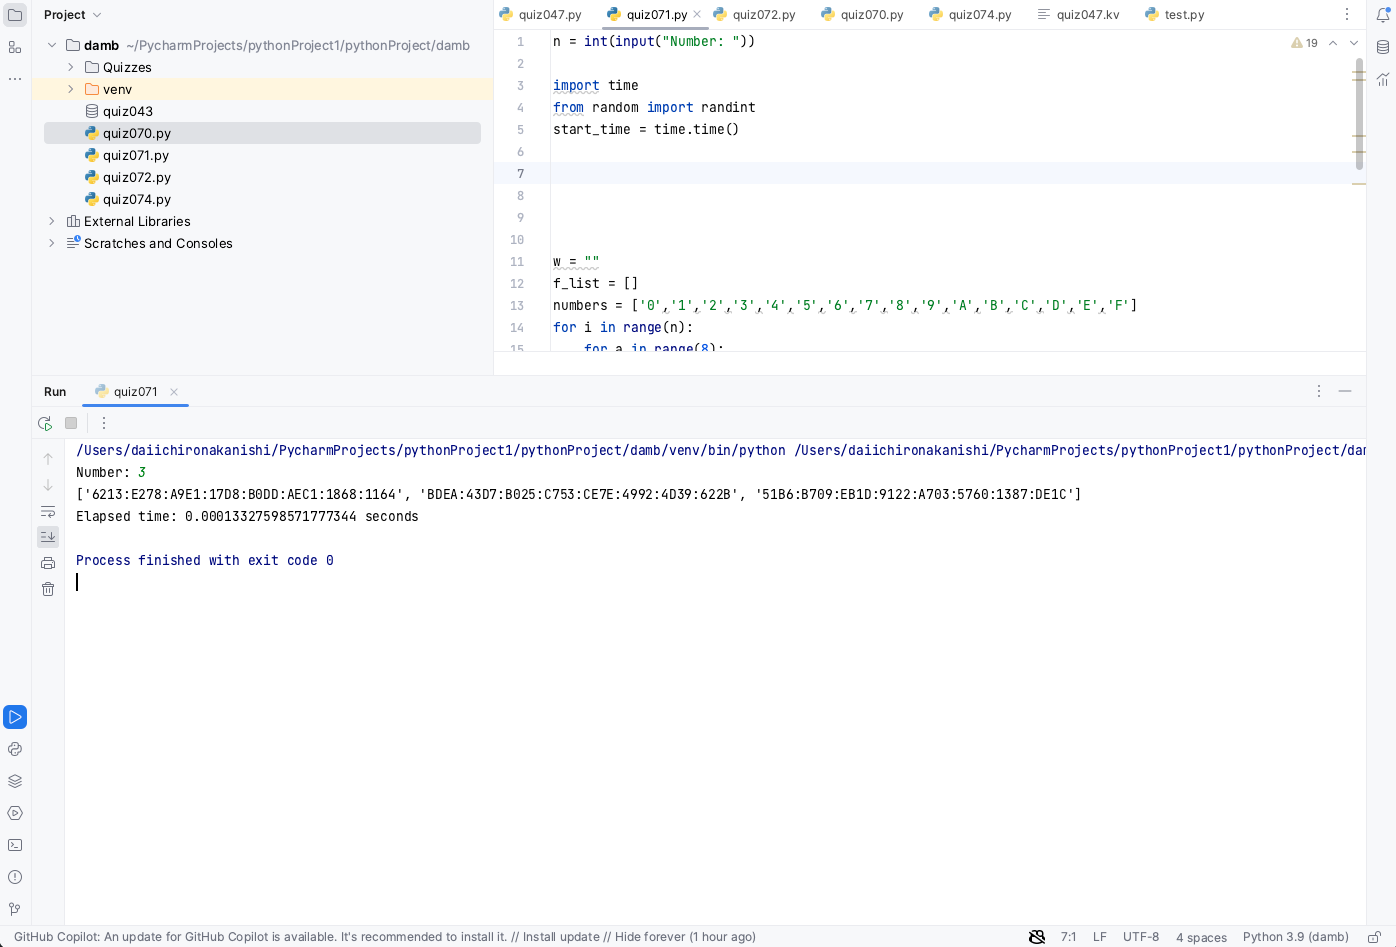 Project
damb ~/PycharmProjects/pythonProject1/pythonProject/damb
Quizzes
venv
quiz043
quiz070.py
quiz071.py
quiz072.py
quiz074.py
External Libraries
Scratches and Consoles
quiz047.py quiz071.py quiz072.py quiz070.py quiz074.py quiz047.kv test.py
19
1 n = int(input("Number: "))
2
3 import time
4 from random import randint
5 start_time = time.time()
6
7
8
9
10
11 w = ""
12 f_list = []
13 numbers = ['0','1','2','3','4','5','6','7','8','9','A','B','C','D','E','F']
14 for i in range(n):
15     for a in range(8):
Run quiz071
/Users/daiichironakanishi/PycharmProjects/pythonProject1/pythonProject/damb/venv/bin/python /Users/daiichironakanishi/PycharmProjects/pythonProject1/pythonProject/dam
Number: 3
['6213:E278:A9E1:17D8:B0DD:AEC1:1868:1164', 'BDEA:43D7:B025:C753:CE7E:4992:4D39:622B', '51B6:B709:EB1D:9122:A703:5760:1387:DE1C']
Elapsed time: 0.00013327598571777344 seconds
Process finished with exit code 0
GitHub Copilot: An update for GitHub Copilot is available. It's recommended to install it. // Install update // Hide forever (1 hour ago) 7:1 LF UTF-8 4 spaces Python 3.9 (damb)